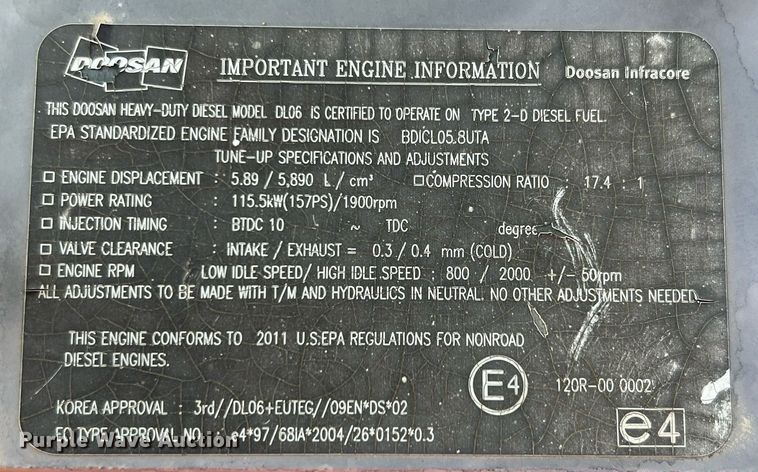 DOOSAN IMPORTANT ENGINE INFORMATION Doosan Infracore
THIS DOOSAN HEAVY-DUTY DIESEL MODEL DL06 IS CERTIFIED TO OPERATE ON TYPE 2-D DIESEL FUEL.
EPA STANDARDIZED ENGINE FAMILY DESIGNATION IS BDICL05.8UTA
TUNE-UP SPECIFICATIONS AND ADJUSTMENTS
□ ENGINE DISPLACEMENT : 5.89 / 5,890 L / cm³ □ COMPRESSION RATIO : 17.4 : 1
□ POWER RATING : 115.5kW(157PS)/1900rpm
□ INJECTION TIMING : BTDC 10 ~ TDC degree
□ VALVE CLEARANCE : INTAKE / EXHAUST = 0.3 / 0.4 mm (COLD)
□ ENGINE RPM LOW IDLE SPEED/ HIGH IDLE SPEED : 800 / 2000 +/- 50rpm
ALL ADJUSTMENTS TO BE MADE WITH T/M AND HYDRAULICS IN NEUTRAL. NO OTHER ADJUSTMENTS NEEDED.
THIS ENGINE CONFORMS TO 2011 U.S.EPA REGULATIONS FOR NONROAD
DIESEL ENGINES.
E4 120R-00 0002
KOREA APPROVAL : 3rd//DL06+EUTEG//09EN*DS*02
EC TYPE APPROVAL NO. : e4*97/68IA*2004/26*0152*0.3
e4
Purple Wave Auction